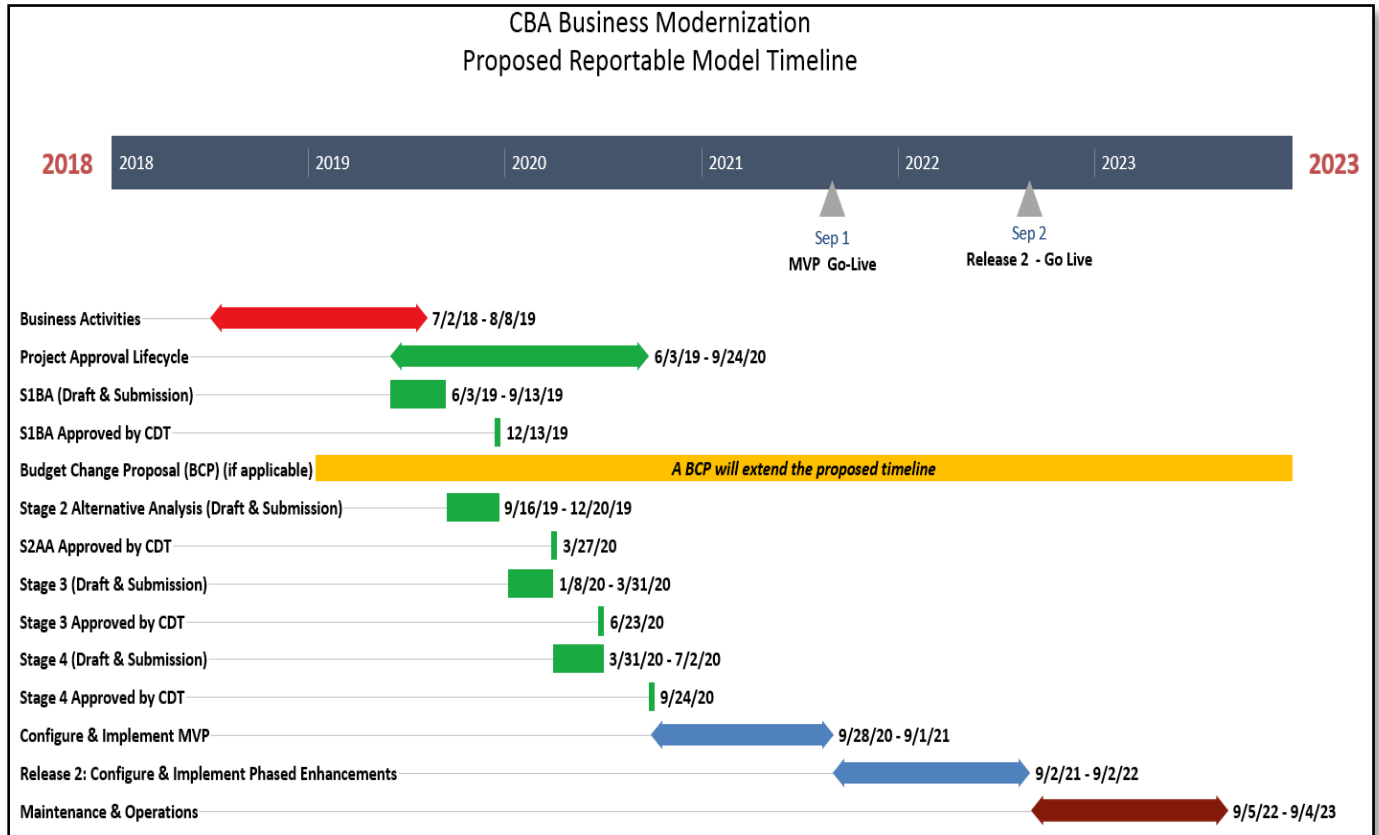 CBA Business Modernization
Proposed Reportable Model Timeline
2018 2018 2019 2020 2021 2022 2023 2023
Sep 1
MVP Go-Live
Sep 2
Release 2 - Go Live
Business Activities 7/2/18 - 8/8/19
Project Approval Lifecycle 6/3/19 - 9/24/20
S1BA (Draft & Submission) 6/3/19 - 9/13/19
S1BA Approved by CDT 12/13/19
Budget Change Proposal (BCP) (if applicable) A BCP will extend the proposed timeline
Stage 2 Alternative Analysis (Draft & Submission) 9/16/19 - 12/20/19
S2AA Approved by CDT 3/27/20
Stage 3 (Draft & Submission) 1/8/20 - 3/31/20
Stage 3 Approved by CDT 6/23/20
Stage 4 (Draft & Submission) 3/31/20 - 7/2/20
Stage 4 Approved by CDT 9/24/20
Configure & Implement MVP 9/28/20 - 9/1/21
Release 2: Configure & Implement Phased Enhancements 9/2/21 - 9/2/22
Maintenance & Operations 9/5/22 - 9/4/23